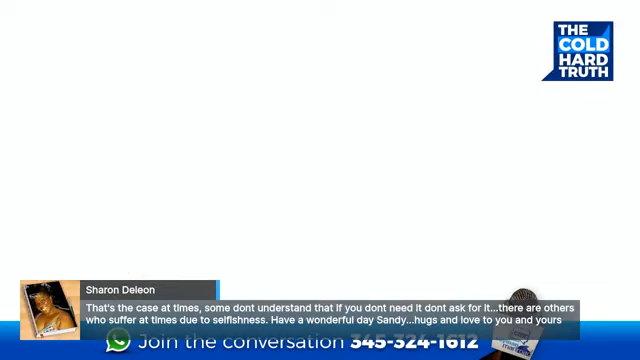 THE
COLD
HARD
TRUTH
Sharon Deleon
That's the case at times, some dont understand that if you dont need it dont ask for it...there are others
who suffer at times due to selfishness. Have a wonderful day Sandy...hugs and love to you and yours
Join the conversation 345-324-1612